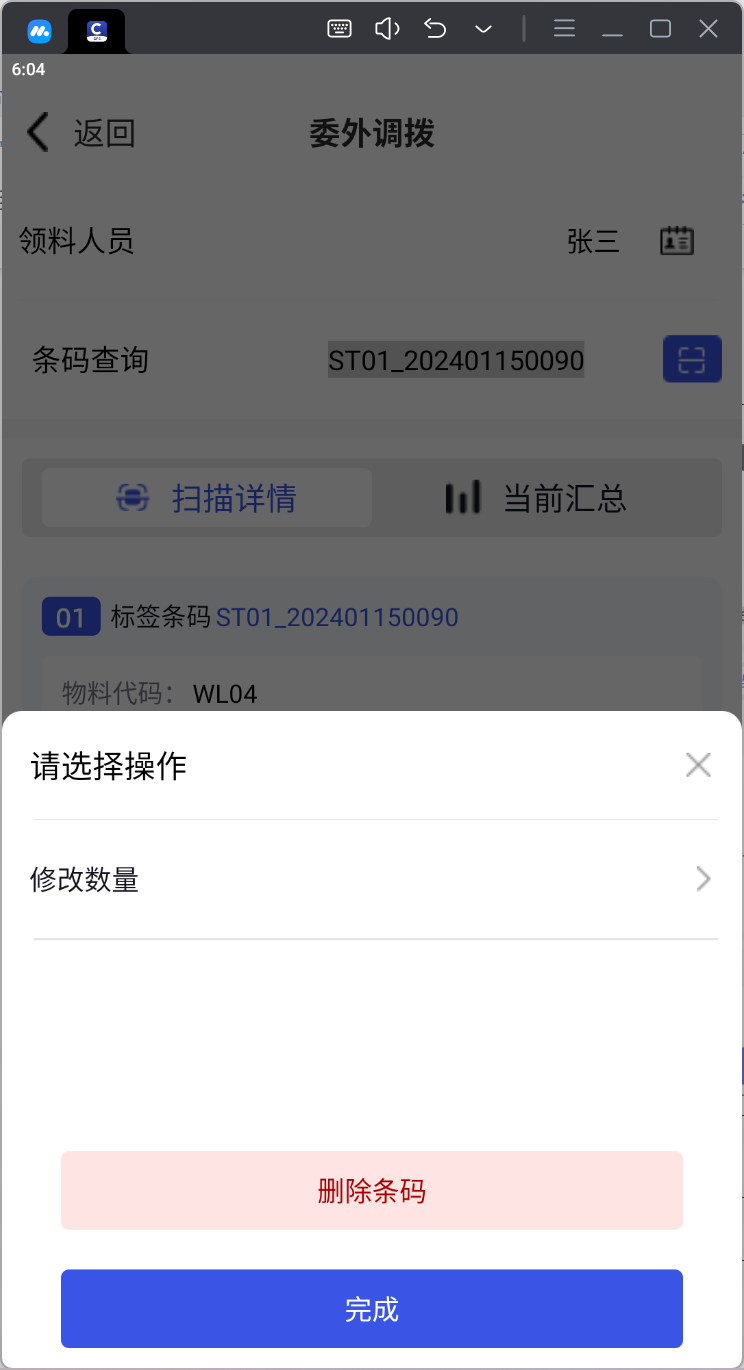 6:04
返回 委外调拨
领料人员 张三
条码查询 ST01_202401150090
扫描详情 当前汇总
01 标签条码 ST01_202401150090
物料代码： WL04
请选择操作
修改数量
删除条码
完成